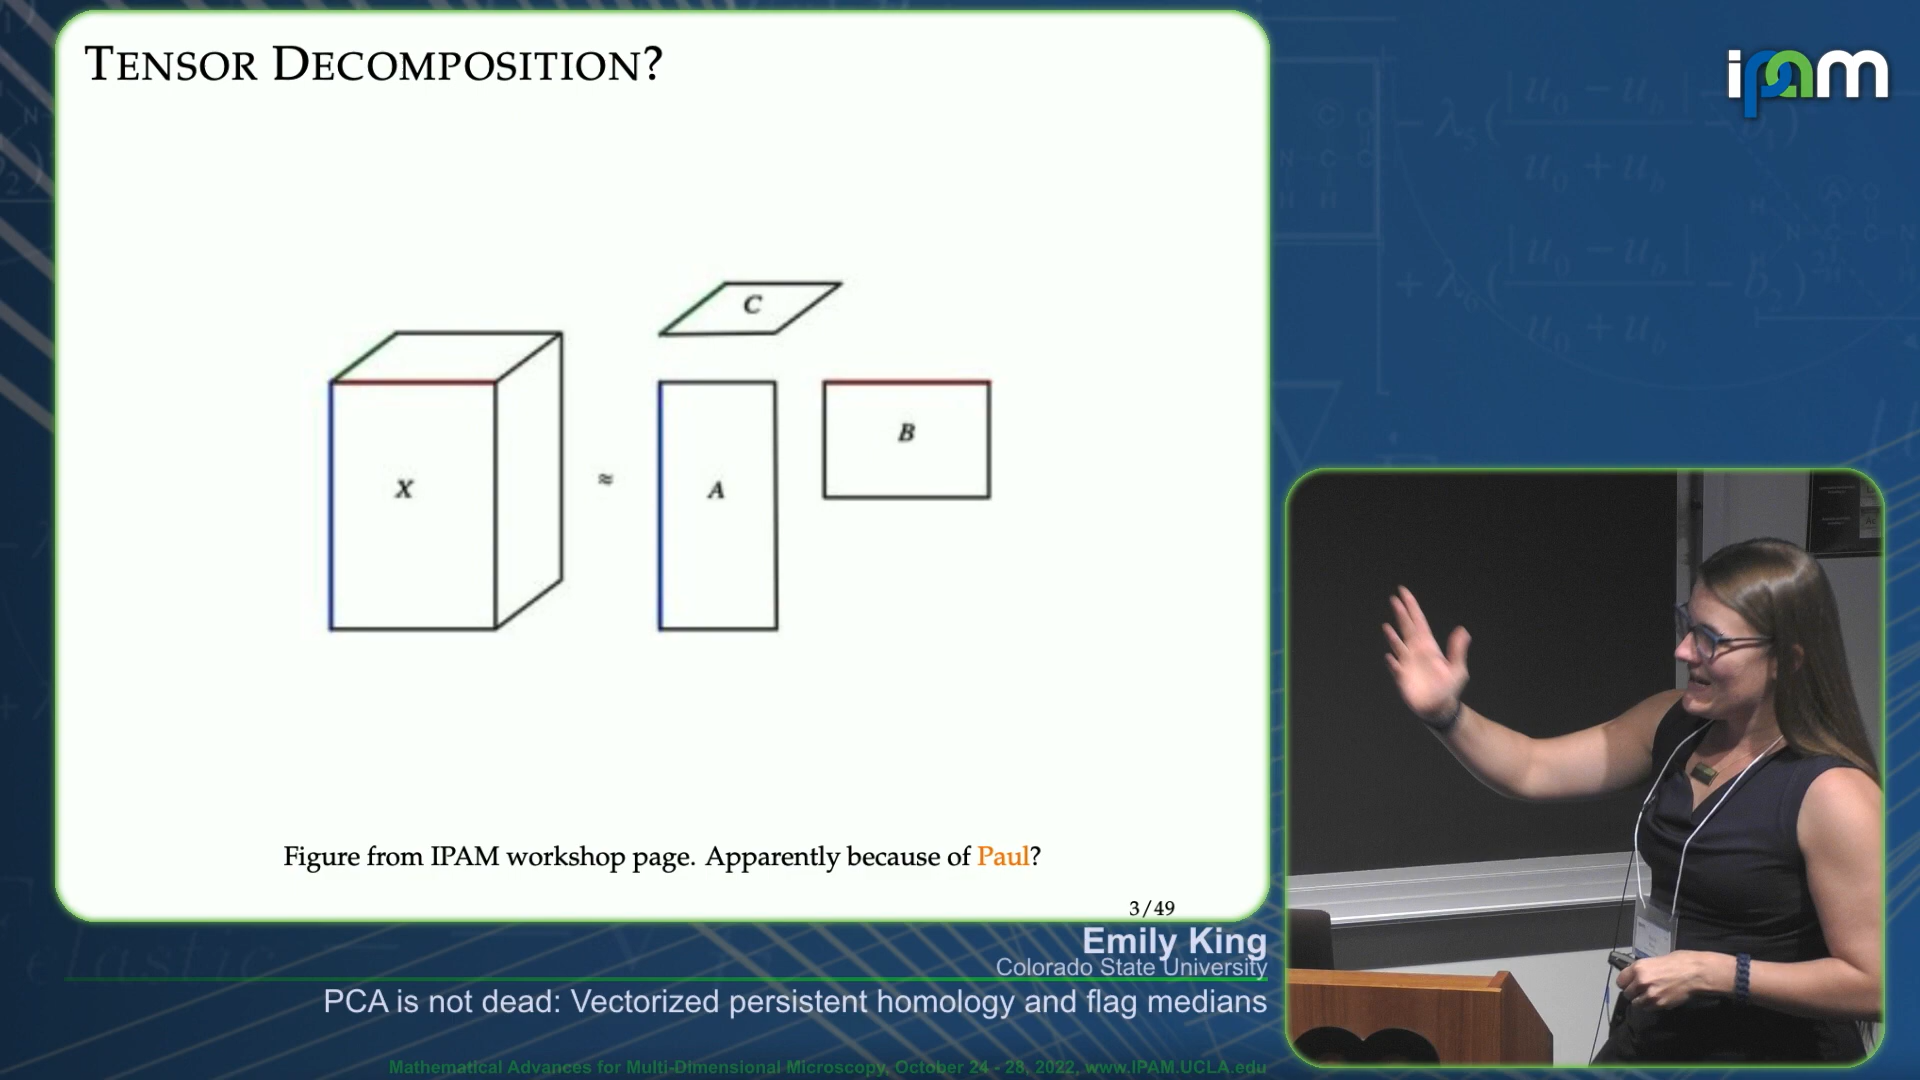 TENSOR DECOMPOSITION?
ipam
C
X
≈
A
B
Figure from IPAM workshop page. Apparently because of Paul?
3/49
Emily King
Colorado State University
PCA is not dead: Vectorized persistent homology and flag medians
Mathematical Advances for Multi-Dimensional Microscopy, October 24 - 28, 2022, www.IPAM.UCLA.edu